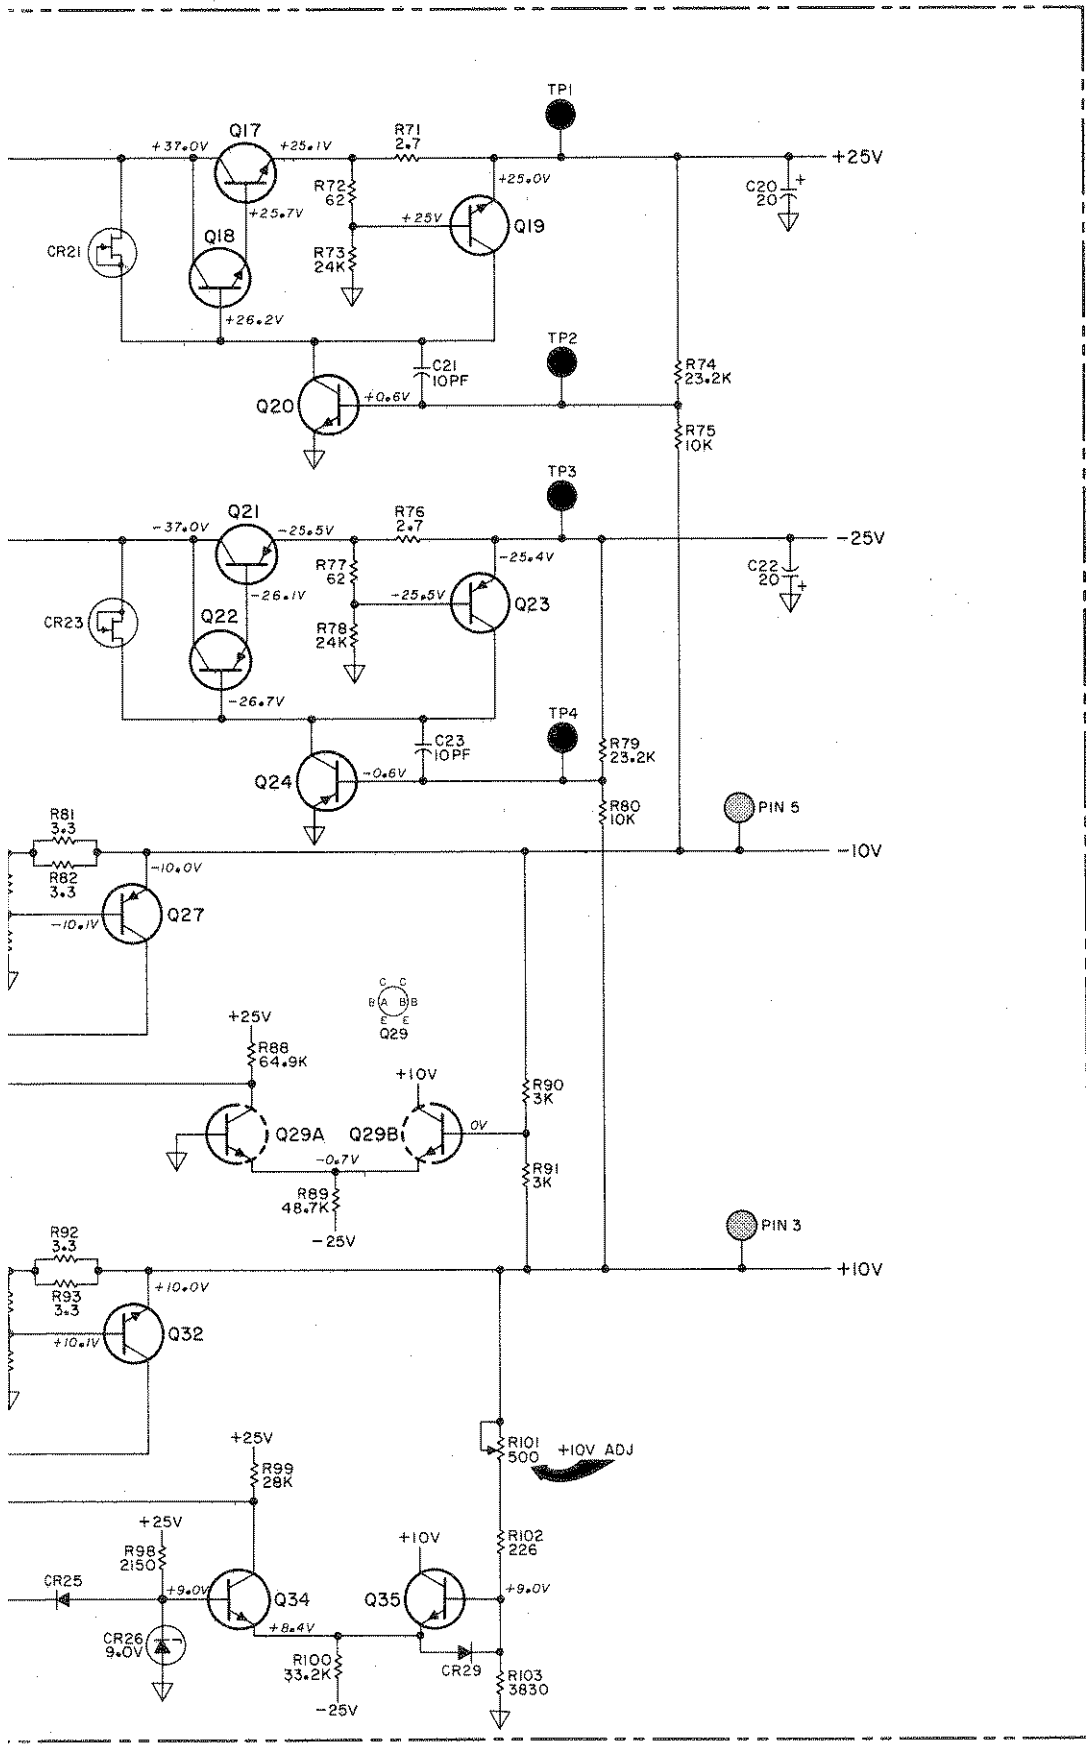 TP1
Q17
+37.0V
+25.1V
R71
2.7
+25V
R72
62
+25.0V
C20
20
+
+25.7V
+25V
Q19
Q18
CR21
R73
24K
+26.2V
TP2
C21
10PF
R74
23.2K
Q20
+0.6V
R75
10K
TP3
Q21
-37.0V
-25.5V
R76
2.7
-25V
-25.4V
R77
62
C22
20
+
-26.1V
-25.5V
Q23
CR23
Q22
R78
24K
-26.7V
TP4
C23
10PF
R79
23.2K
Q24
-0.6V
R80
10K
PIN 5
R81
3.3
-10V
R82
3.3
-10.0V
-10.1V
Q27
C C
B A B B
E E
Q29
+25V
R88
64.9K
+10V
R90
3K
Q29A
Q29B
0V
-0.7V
R91
3K
R89
48.7K
-25V
PIN 3
R92
3.3
+10V
R93
3.3
+10.0V
+10.1V
Q32
+25V
R101
500
+10V ADJ
R99
28K
+25V
+10V
R98
2150
R102
226
CR25
+9.0V
Q34
Q35
+9.0V
+8.4V
CR26
9.0V
R100
33.2K
CR29
R103
3830
-25V